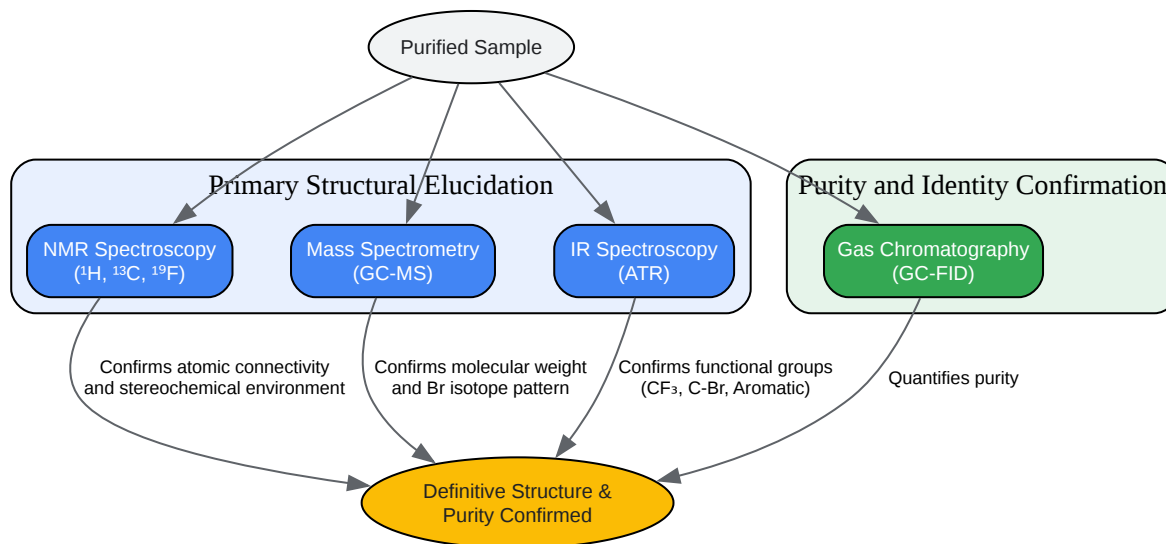 Purified Sample
Primary Structural Elucidation
Purity and Identity Confirmation
NMR Spectroscopy
(¹H, ¹³C, ¹⁹F)
Mass Spectrometry
(GC-MS)
IR Spectroscopy
(ATR)
Gas Chromatography
(GC-FID)
Confirms atomic connectivity
and stereochemical environment
Confirms molecular weight
and Br isotope pattern
Confirms functional groups
(CF₃, C-Br, Aromatic)
Quantifies purity
Definitive Structure &
Purity Confirmed